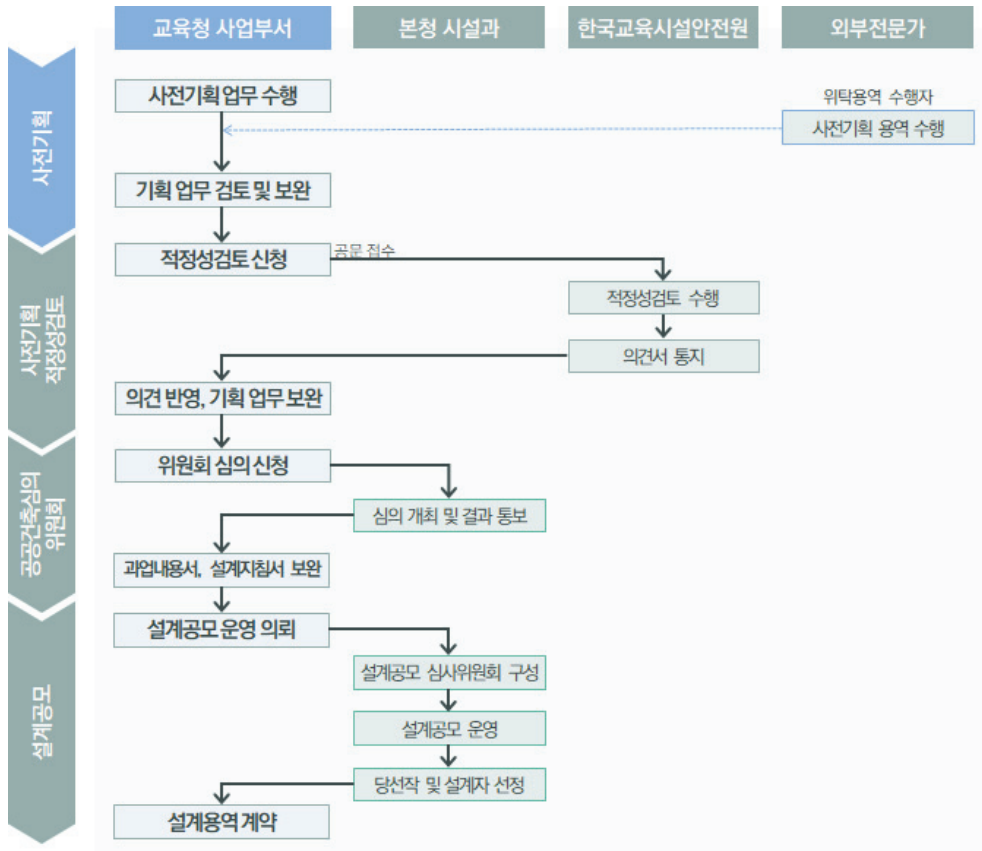 교육청 사업부서
본청 시설과
한국교육시설안전원
외부전문가
사전기획
사전기획 업무 수행
위탁용역 수행자
사전기획 용역 수행
기획 업무 검토 및 보완
사전기획
적정성검토
적정성검토 신청
공문 접수
적정성검토 수행
의견서 통지
의견 반영, 기획 업무 보완
공공건축심의
위원회
위원회 심의 신청
심의 개최 및 결과 통보
과업내용서, 설계지침서 보완
설계공모
설계공모 운영 의뢰
설계공모 심사위원회 구성
설계공모 운영
당선작 및 설계자 선정
설계용역 계약